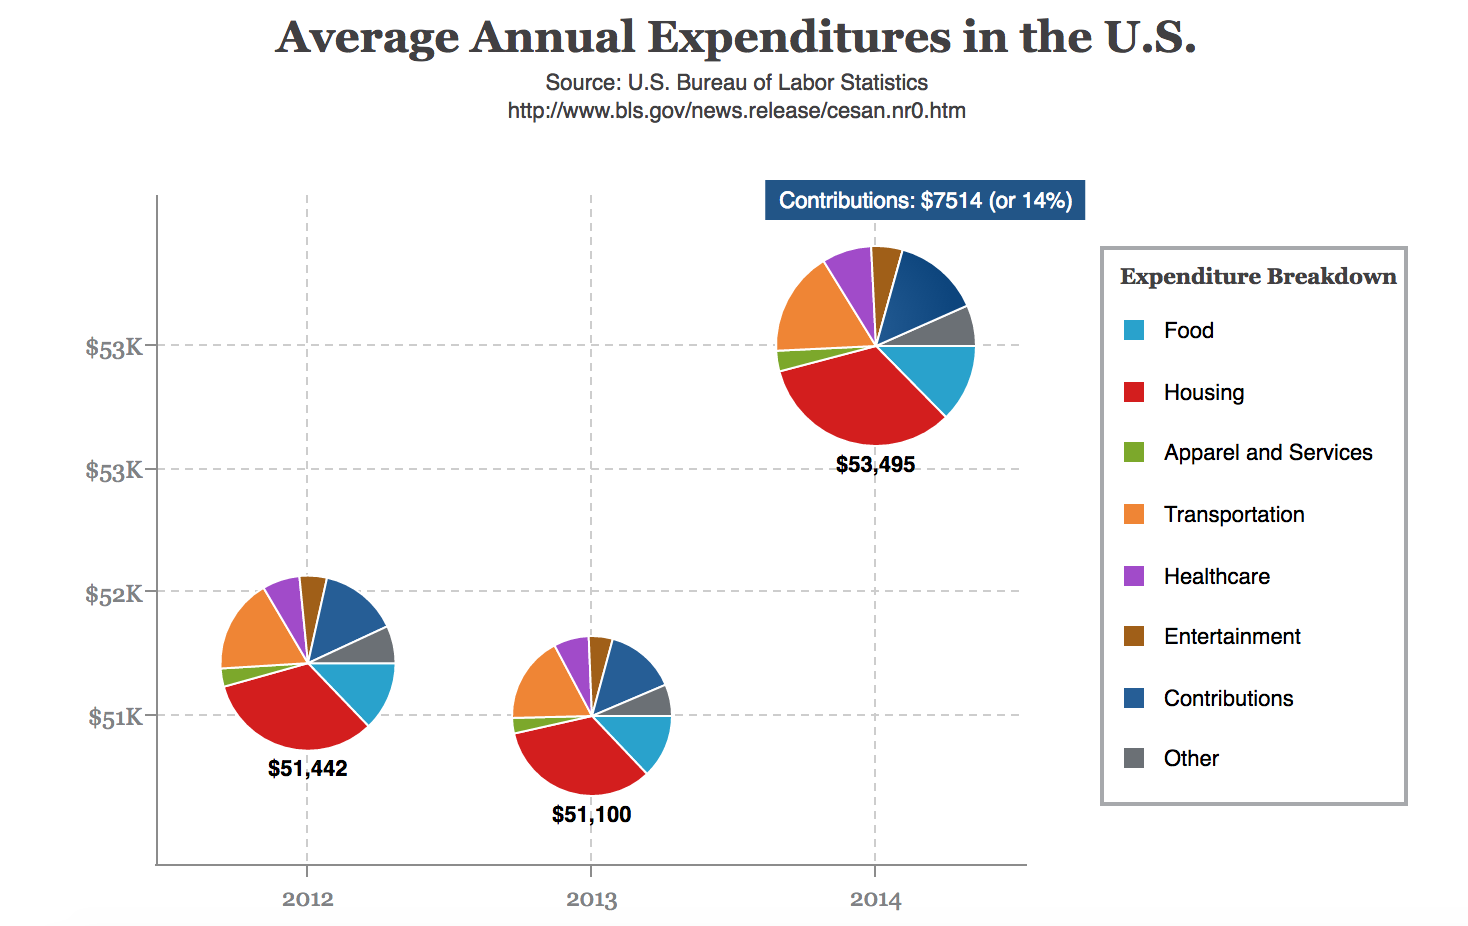 Average Annual Expenditures in the U.S.
Source: U.S. Bureau of Labor Statistics
http://www.bls.gov/news.release/cesan.nr0.htm
Contributions: $7514 (or 14%)
$53K
$53K
$52K
$51K
$53,495
$51,442
$51,100
2012
2013
2014
Expenditure Breakdown
Food
Housing
Apparel and Services
Transportation
Healthcare
Entertainment
Contributions
Other